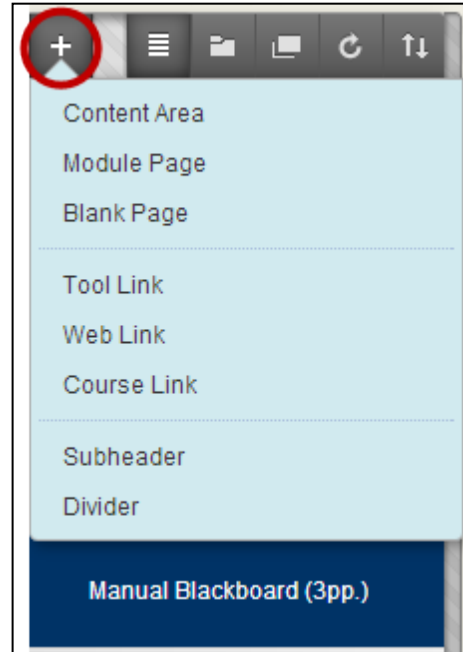 Content Area
Module Page
Blank Page
Tool Link
Web Link
Course Link
Subheader
Divider
Manual Blackboard (3pp.)